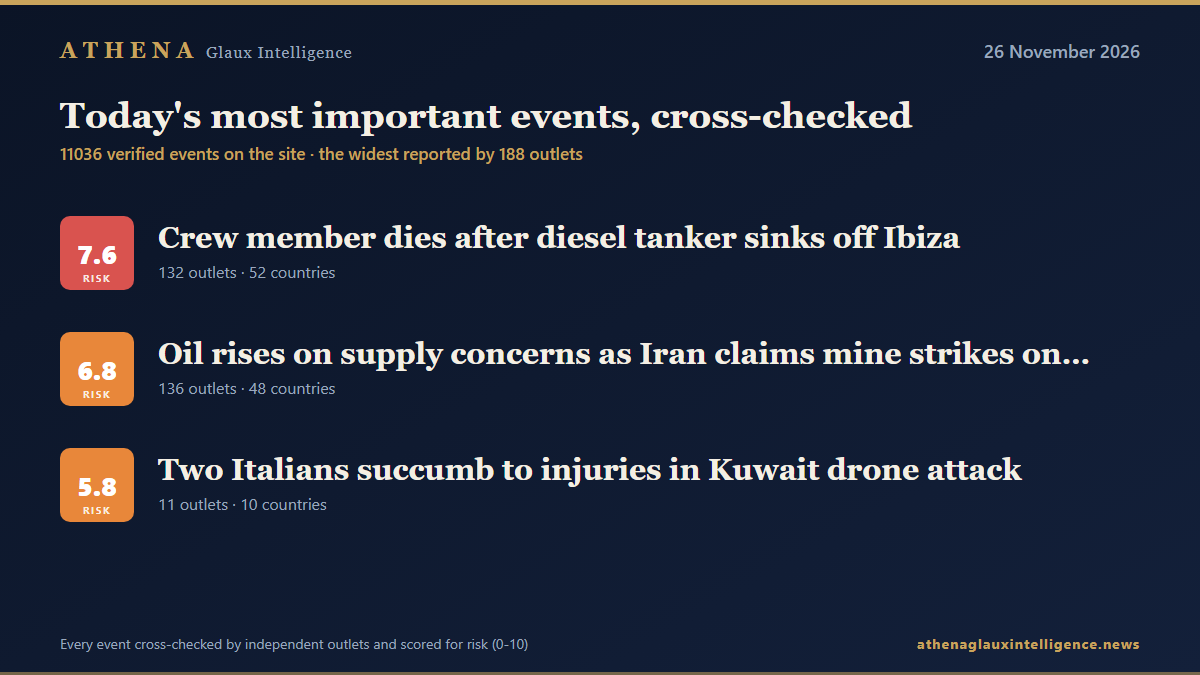 ATHENA Glaux Intelligence
26 November 2026
Today's most important events, cross-checked
11036 verified events on the site · the widest reported by 188 outlets
7.6
RISK
Crew member dies after diesel tanker sinks off Ibiza
132 outlets · 52 countries
6.8
RISK
Oil rises on supply concerns as Iran claims mine strikes on...
136 outlets · 48 countries
5.8
RISK
Two Italians succumb to injuries in Kuwait drone attack
11 outlets · 10 countries
Every event cross-checked by independent outlets and scored for risk (0-10)
athenaglauxintelligence.news